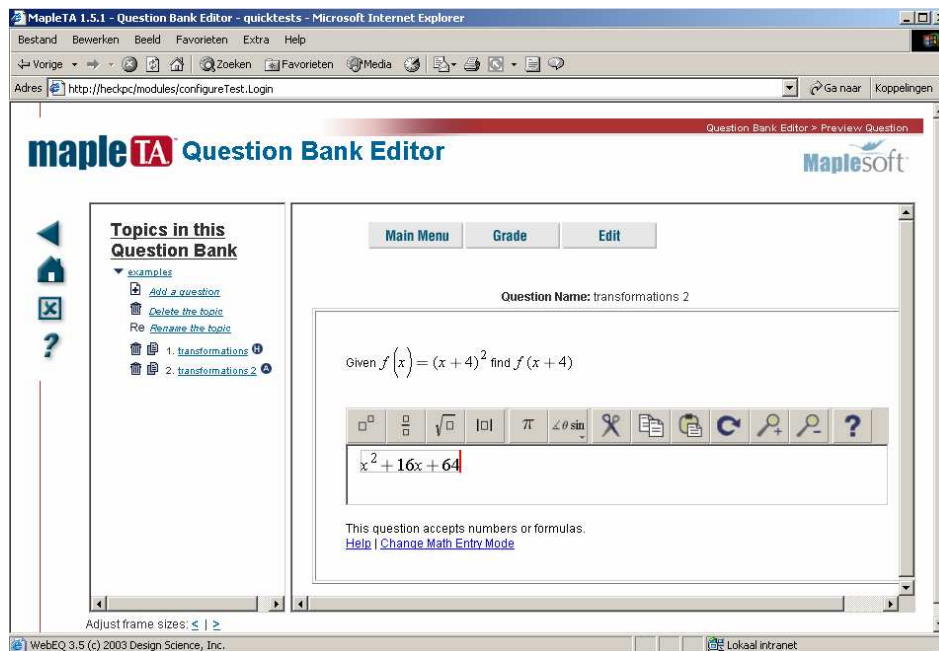 MapleTA 1.5.1 - Question Bank Editor - quicktests - Microsoft Internet Explorer
Bestand Bewerken Beeld Favorieten Extra Help
Vorige Zoeken Favorieten Media
Adres http://heckpc/modules/configureTest.Login Ga naar Koppelingen
Question Bank Editor > Preview Question
maple TA Question Bank Editor
Maplesoft
Topics in this
Question Bank
examples
Add a question
Delete the topic
Re Rename the topic
1. transformations H
2. transformations 2 A
Main Menu Grade Edit
Question Name: transformations 2
Given f(x) = (x + 4)² find f(x + 4)
π ∠θ sin ?
x² + 16x + 64
This question accepts numbers or formulas.
Help | Change Math Entry Mode
?
Adjust frame sizes: < | >
WebEQ 3.5 (c) 2003 Design Science, Inc. Lokaal intranet